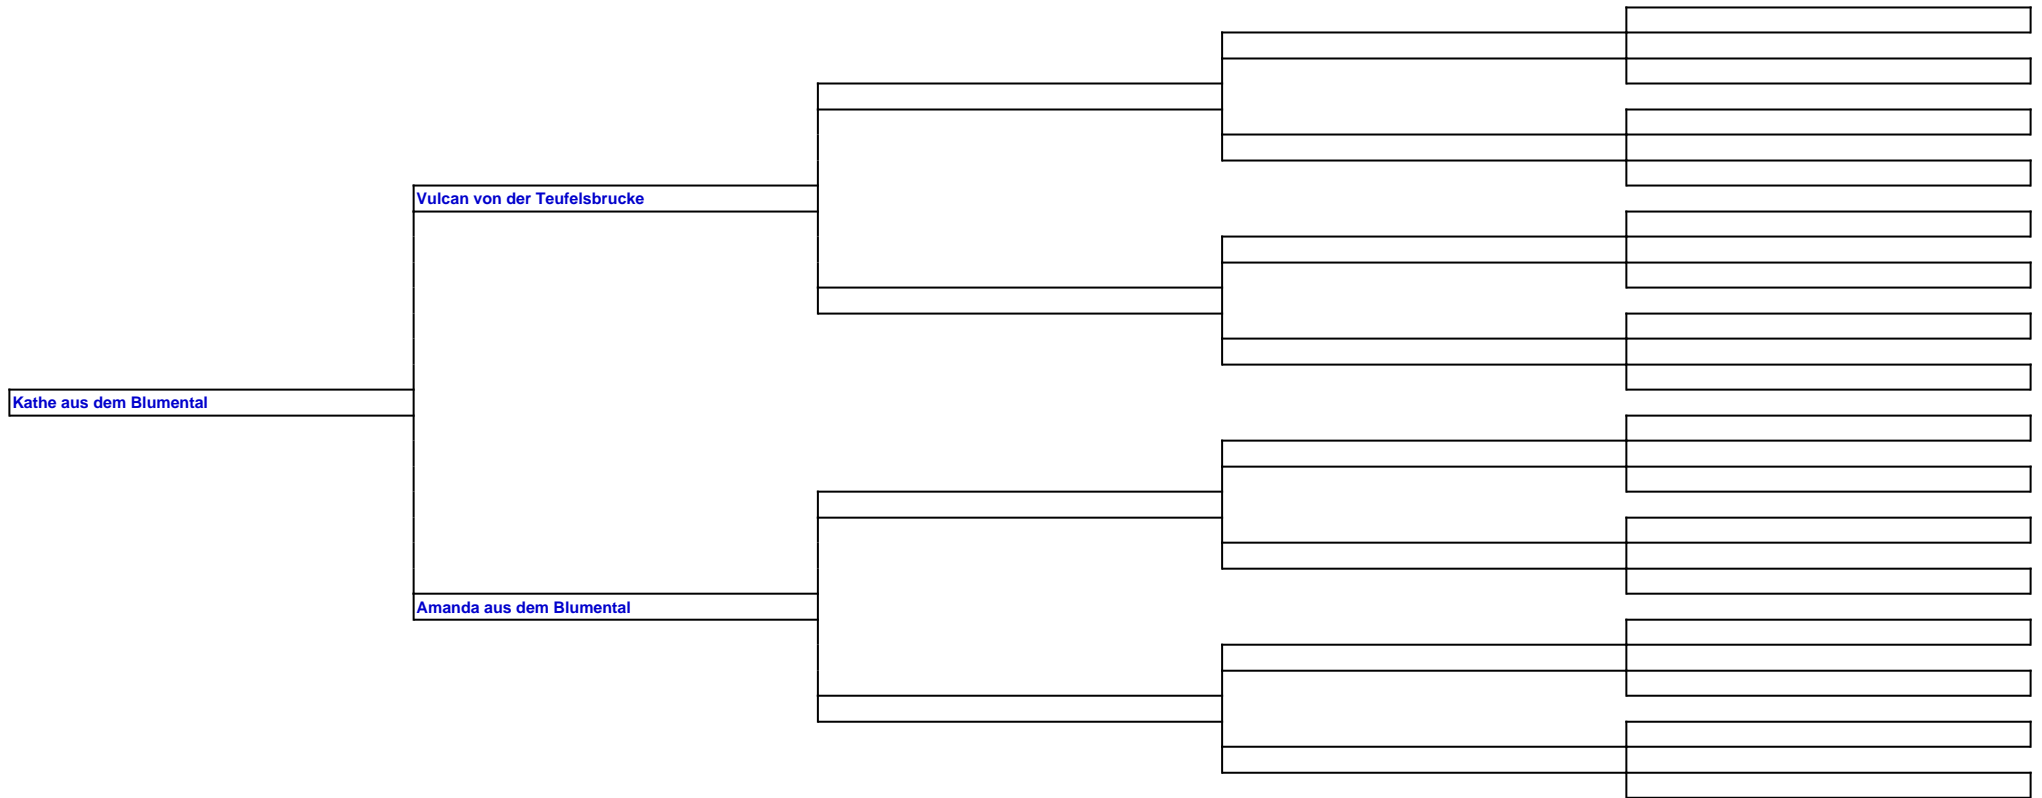 Vulcan von der Teufelsbrucke
Kathe aus dem Blumental
Amanda aus dem Blumental